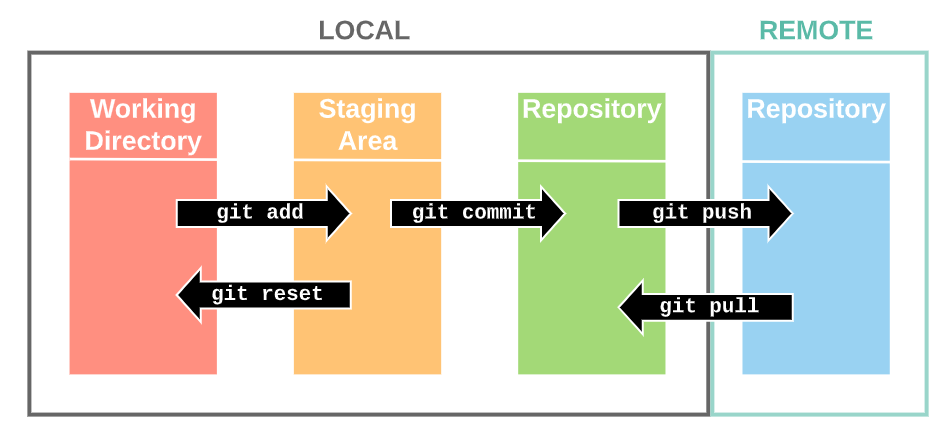 LOCAL
REMOTE
Working
Directory
Staging
Area
Repository
Repository
git add
git commit
git push
git reset
git pull